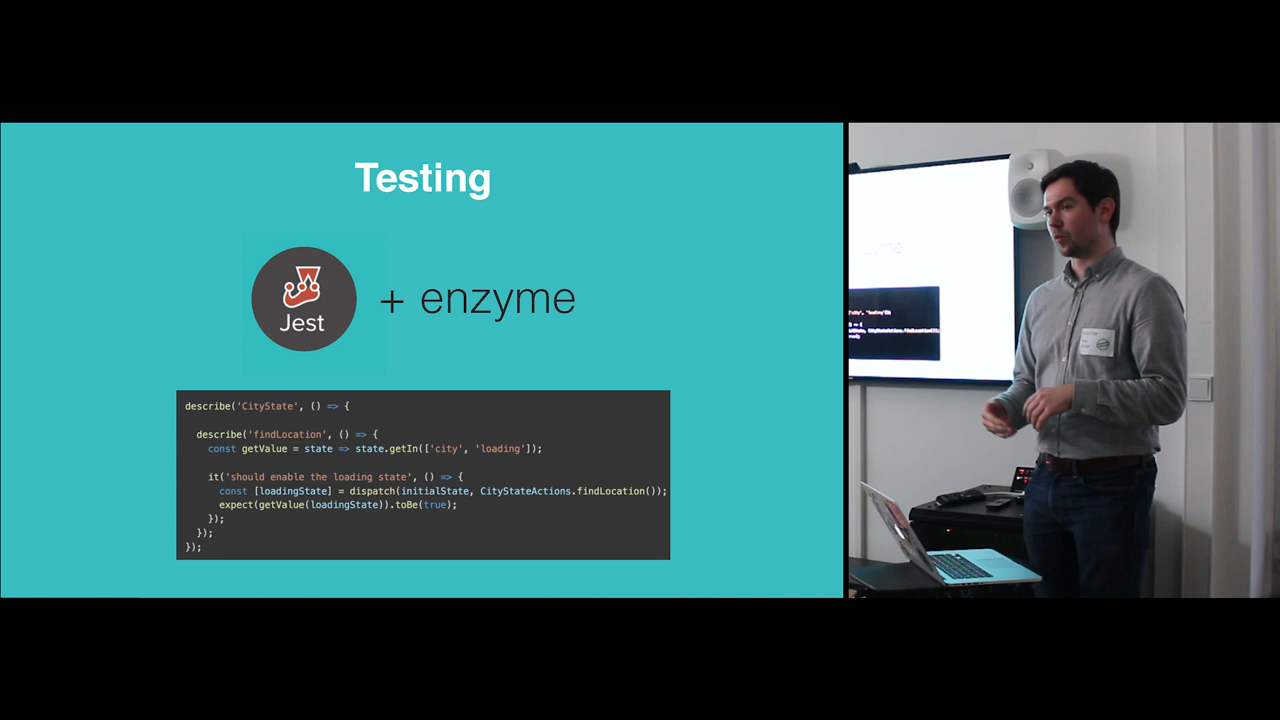 Testing
Jest
+ enzyme
describe('CityState', () => {
describe('findLocation', () => {
const getValue = state => state.getIn(['city', 'loading']);
it('should enable the loading state', () => {
const [loadingState] = dispatch(initialState, CityStateActions.findLocation());
expect(getValue(loadingState)).toBe(true);
});
});
});